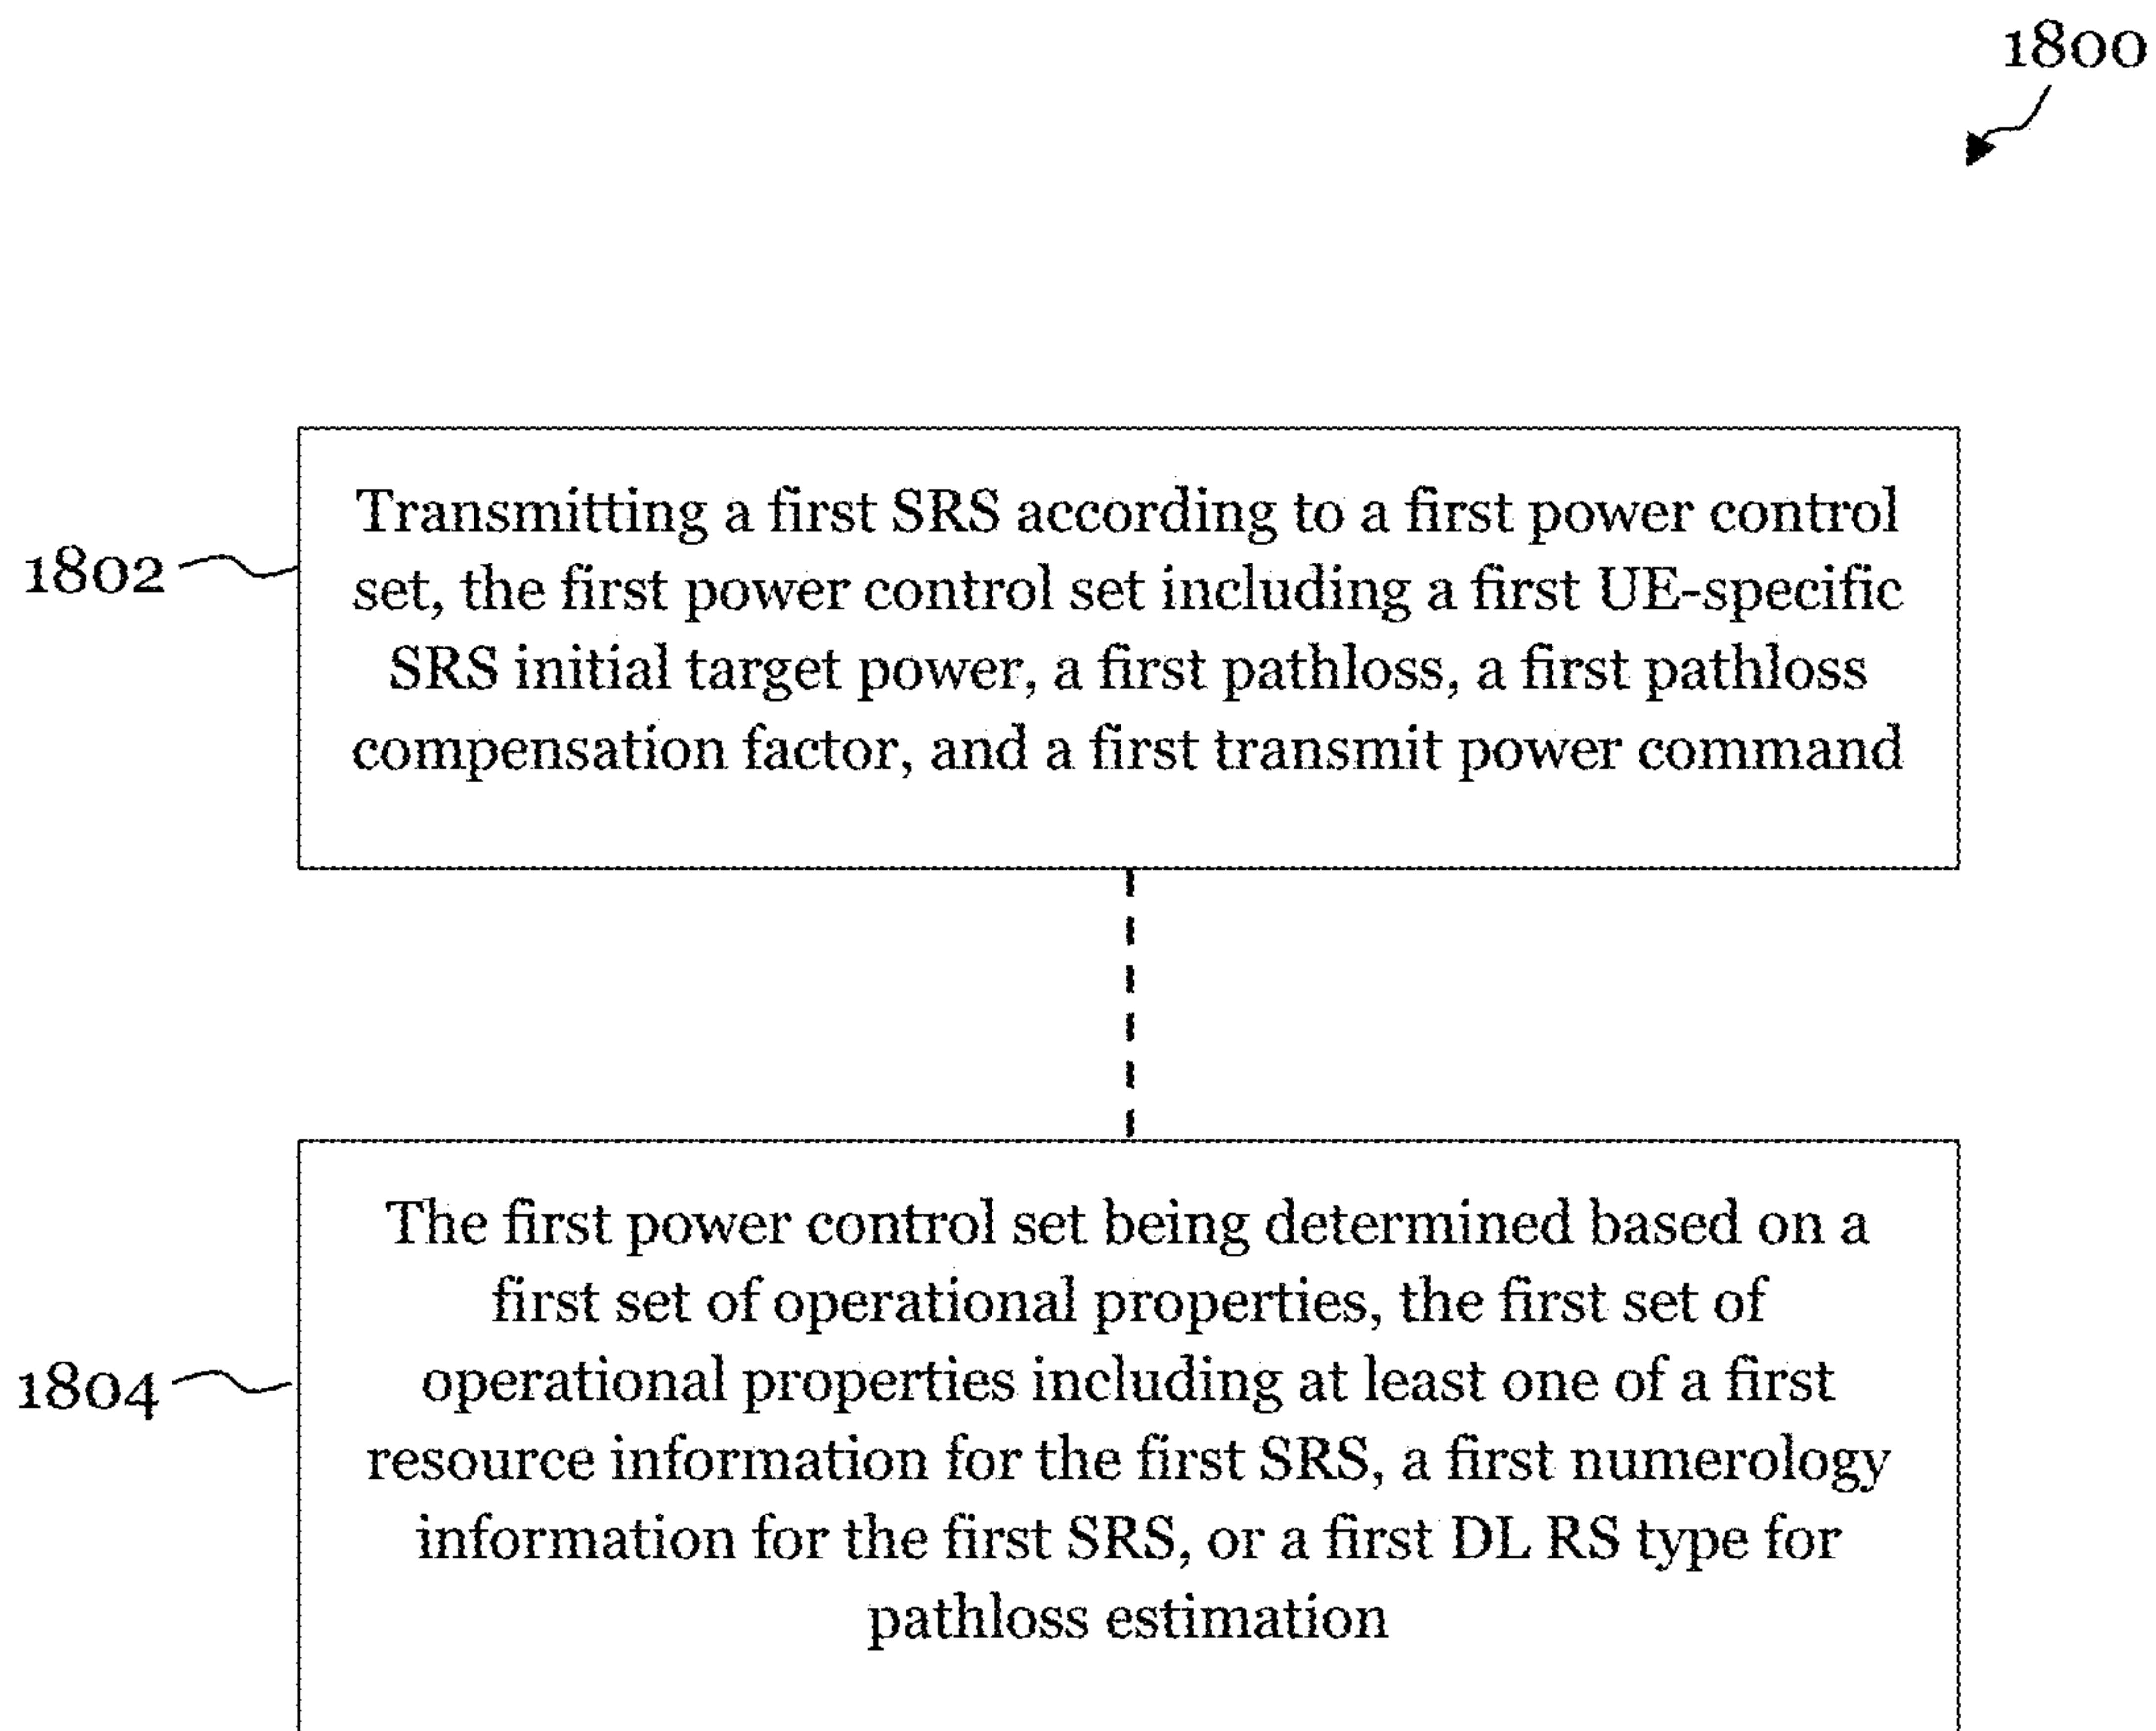 1800
Transmitting a first SRS according to a first power control
set, the first power control set including a first UE-specific
SRS initial target power, a first pathloss, a first pathloss
compensation factor, and a first transmit power command
1802
The first power control set being determined based on a
first set of operational properties, the first set of
operational properties including at least one of a first
resource information for the first SRS, a first numerology
information for the first SRS, or a first DL RS type for
pathloss estimation
1804